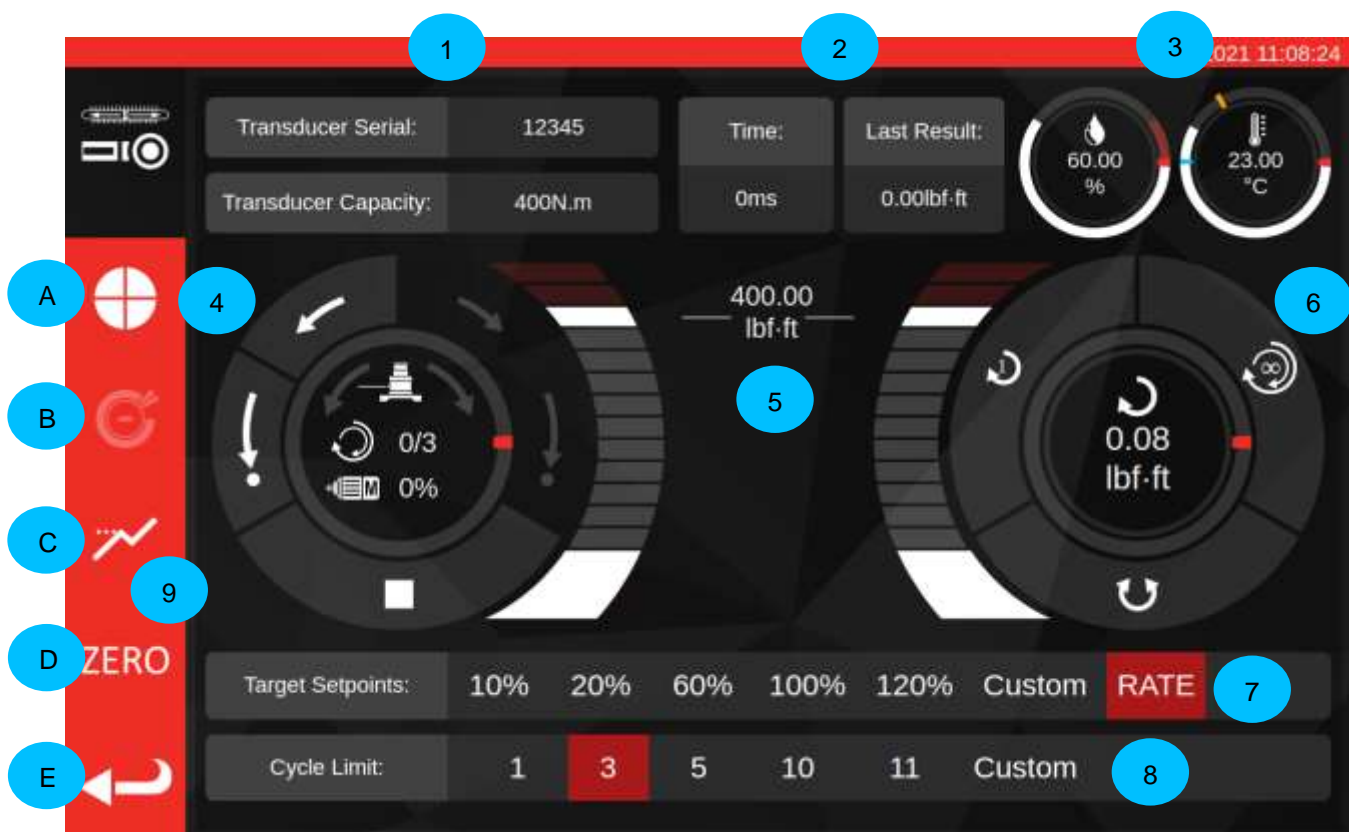 1
2
3
021 11:08:24
Transducer Serial:
12345
Time:
Last Result:
60.00
%
23.00
°C
Transducer Capacity:
400N.m
0ms
0.00lbf·ft
A
4
400.00
lbf·ft
6
1
∞
B
5
0/3
0.08
lbf·ft
M
0%
C
9
D
ZERO
Target Setpoints:
10%
20%
60%
100%
120%
Custom
RATE
7
E
Cycle Limit:
1
3
5
10
11
Custom
8